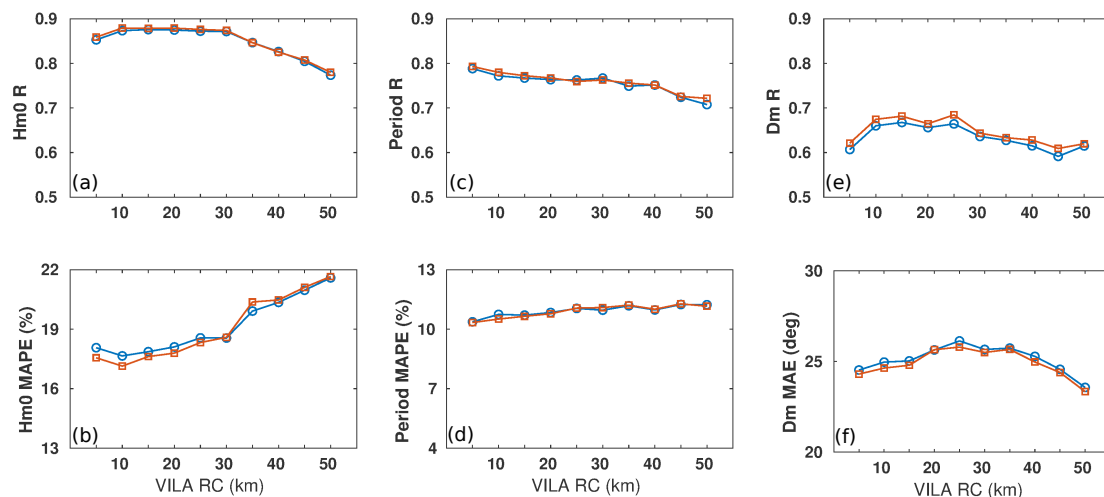 0.9
0.8
0.7
0.6
0.5
Hm0 R
(a)
10 20 30 40 50
0.9
0.8
0.7
0.6
0.5
Period R
(c)
10 20 30 40 50
0.9
0.8
0.7
0.6
0.5
Dm R
(e)
10 20 30 40 50
22
19
16
13
Hm0 MAPE (%)
(b)
10 20 30 40 50
VILA RC (km)
13
10
7
4
Period MAPE (%)
(d)
10 20 30 40 50
VILA RC (km)
30
25
20
Dm MAE (deg)
(f)
10 20 30 40 50
VILA RC (km)